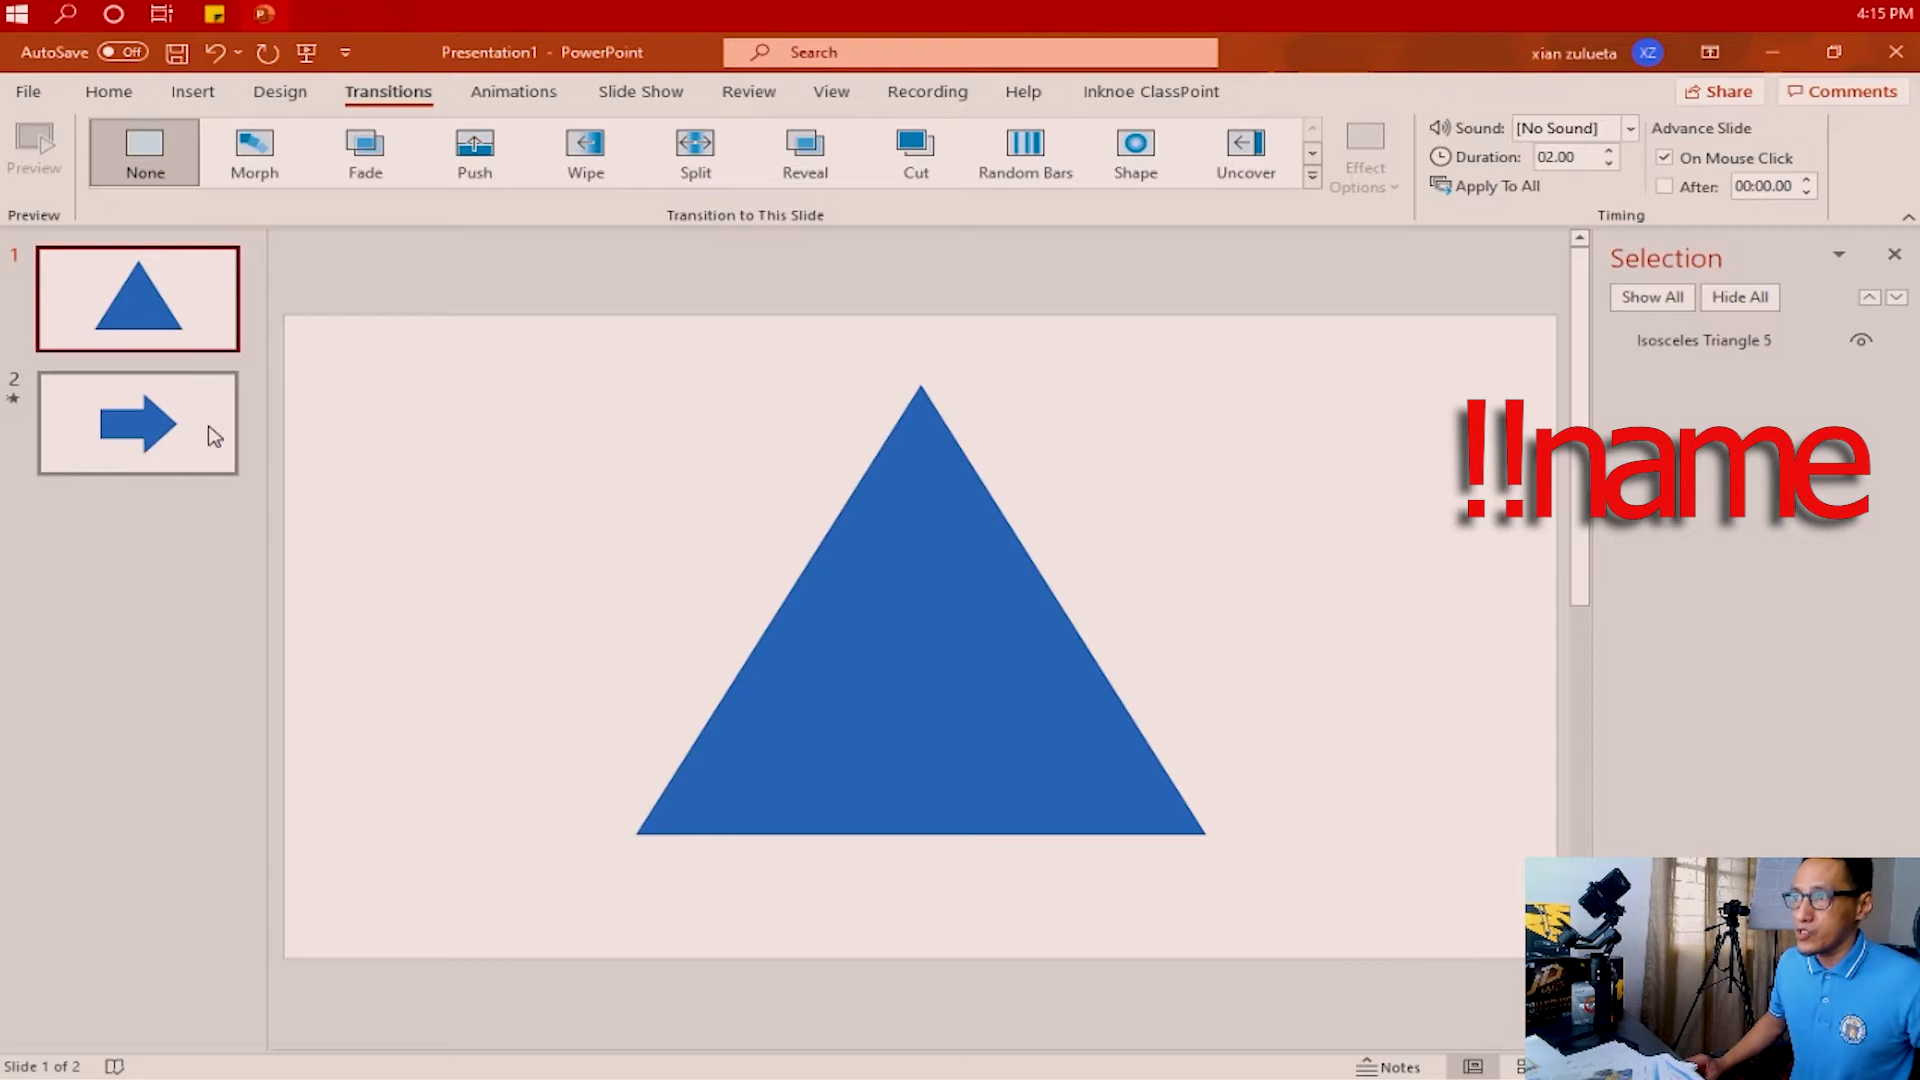 4:15 PM
AutoSave Off
Presentation1 - PowerPoint
Search
xian zulueta XZ
File Home Insert Design Transitions Animations Slide Show Review View Recording Help Inknoe ClassPoint
Share Comments
Preview
None Morph Fade Push Wipe Split Reveal Cut Random Bars Shape Uncover
Effect
Options
Sound: [No Sound]
Duration: 02.00
Apply To All
Advance Slide
On Mouse Click
After: 00:00.00
Preview
Transition to This Slide
Timing
1
2
Selection
Show All Hide All
Isosceles Triangle 5
!!name
Slide 1 of 2
Notes